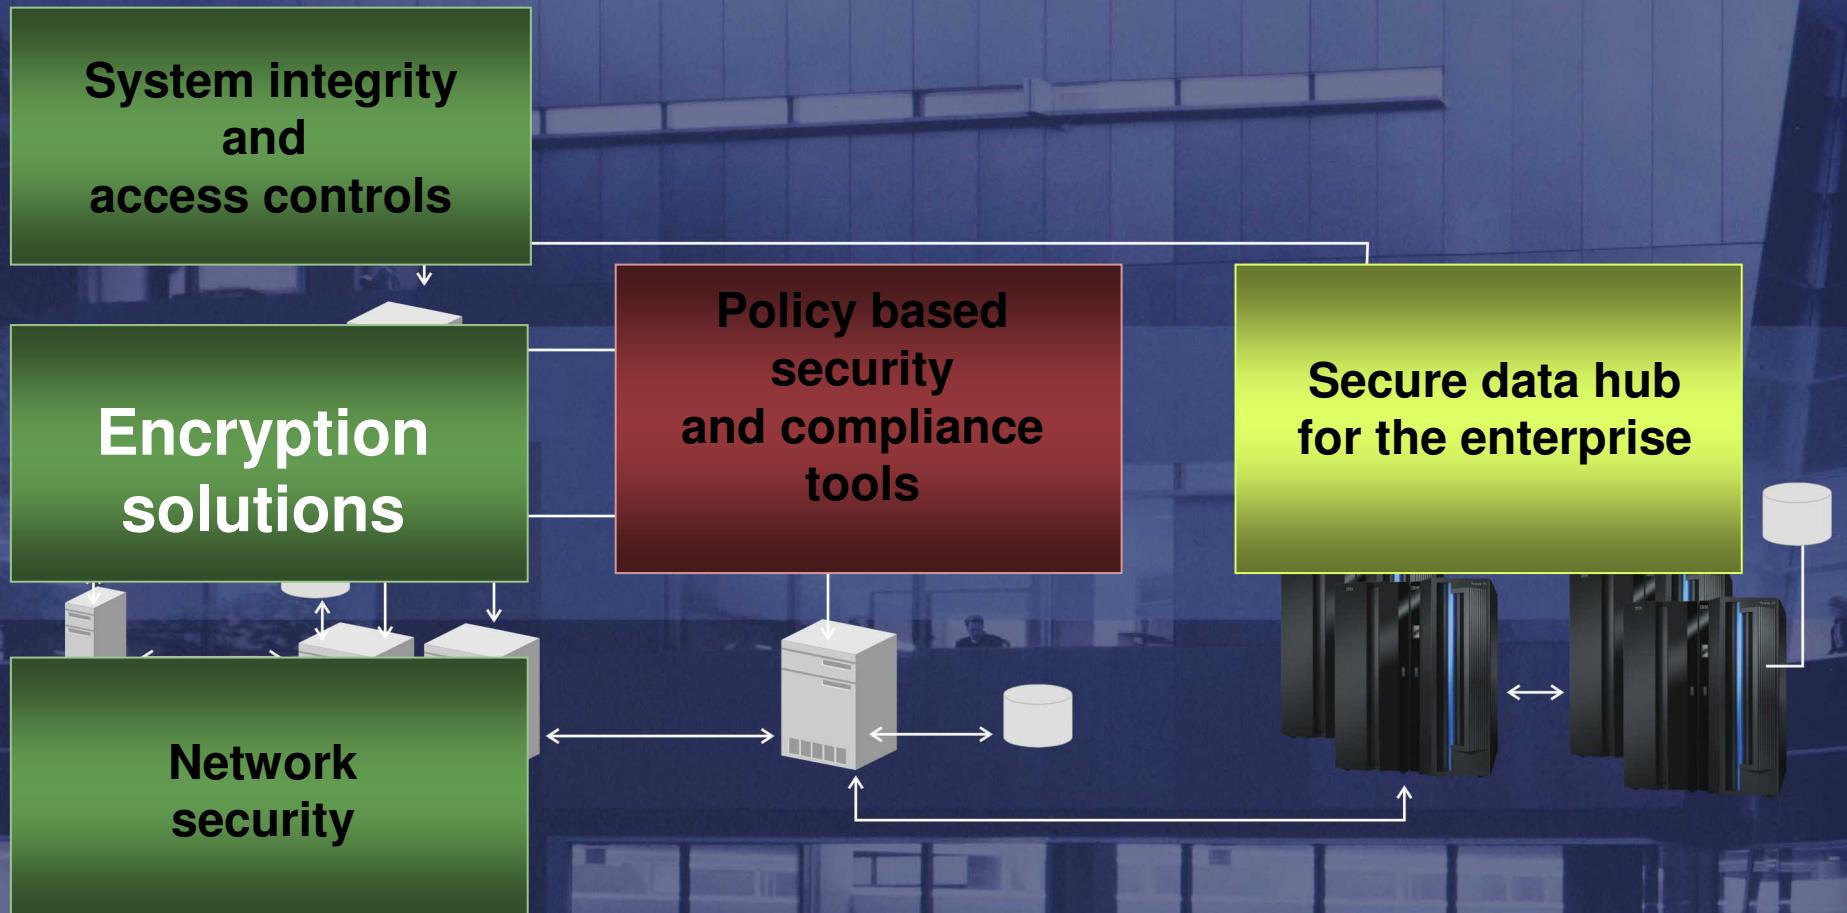 System integrity
and
access controls
Encryption
solutions
Network
security
Policy based
security
and compliance
tools
Secure data hub
for the enterprise